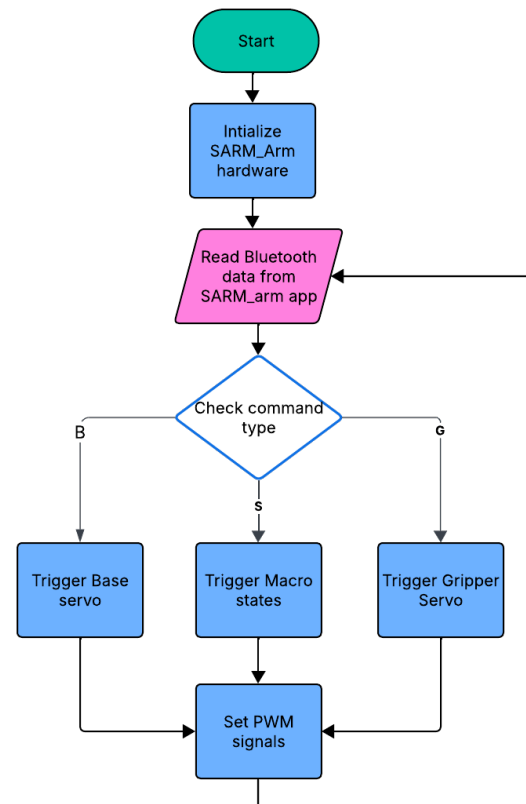 Start
Intialize
SARM_Arm
hardware
Read Bluetooth
data from
SARM_arm app
Check command
type
B
G
S
Trigger Base
servo
Trigger Macro
states
Trigger Gripper
Servo
Set PWM
signals